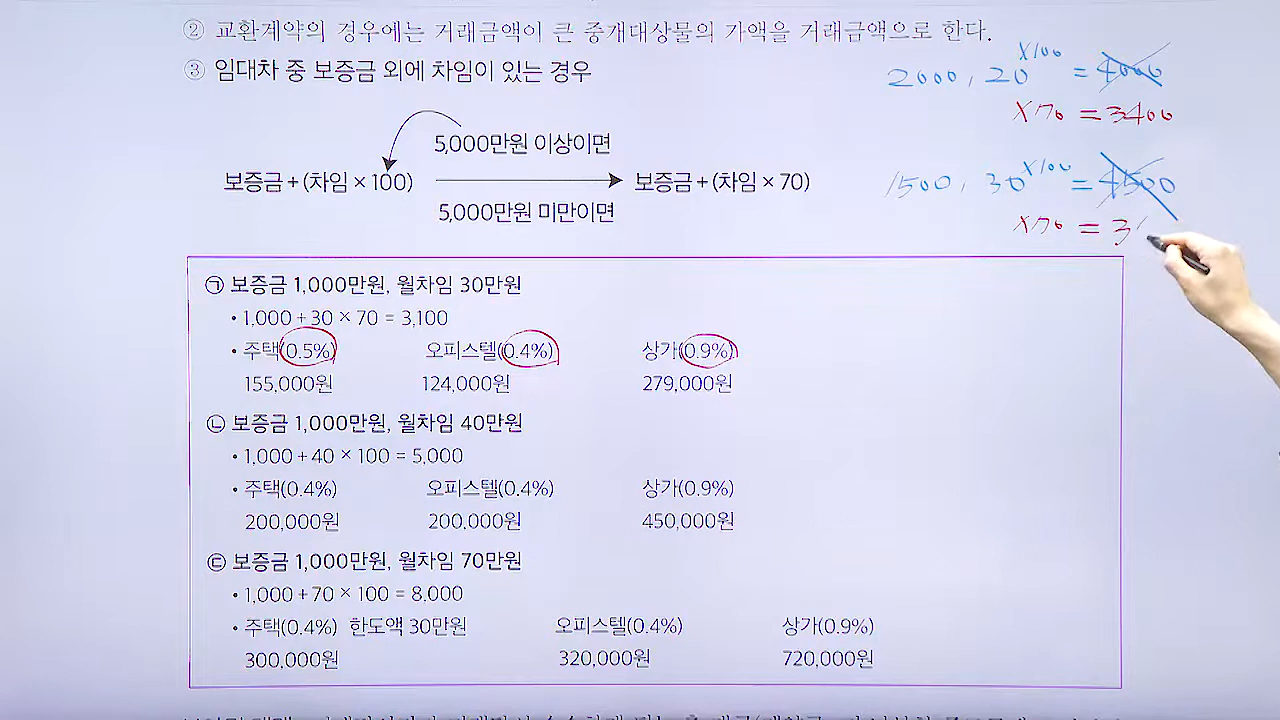 ② 교환계약의 경우에는 거래금액이 큰 중개대상물의 가액을 거래금액으로 한다.
③ 임대차 중 보증금 외에 차임이 있는 경우
2000, 20 ×100 = 4000
×70 = 3400
5,000만원 이상이면
보증금+(차임×100) 보증금+(차임×70)
5,000만원 미만이면
1500, 30 ×100 = 4500
×70 = 3
㉠ 보증금 1,000만원, 월차임 30만원
• 1,000+30×70=3,100
• 주택(0.5%) 오피스텔(0.4%) 상가(0.9%)
155,000원 124,000원 279,000원
㉡ 보증금 1,000만원, 월차임 40만원
• 1,000+40×100=5,000
• 주택(0.4%) 오피스텔(0.4%) 상가(0.9%)
200,000원 200,000원 450,000원
㉢ 보증금 1,000만원, 월차임 70만원
• 1,000+70×100=8,000
• 주택(0.4%) 한도액 30만원 오피스텔(0.4%) 상가(0.9%)
300,000원 320,000원 720,000원